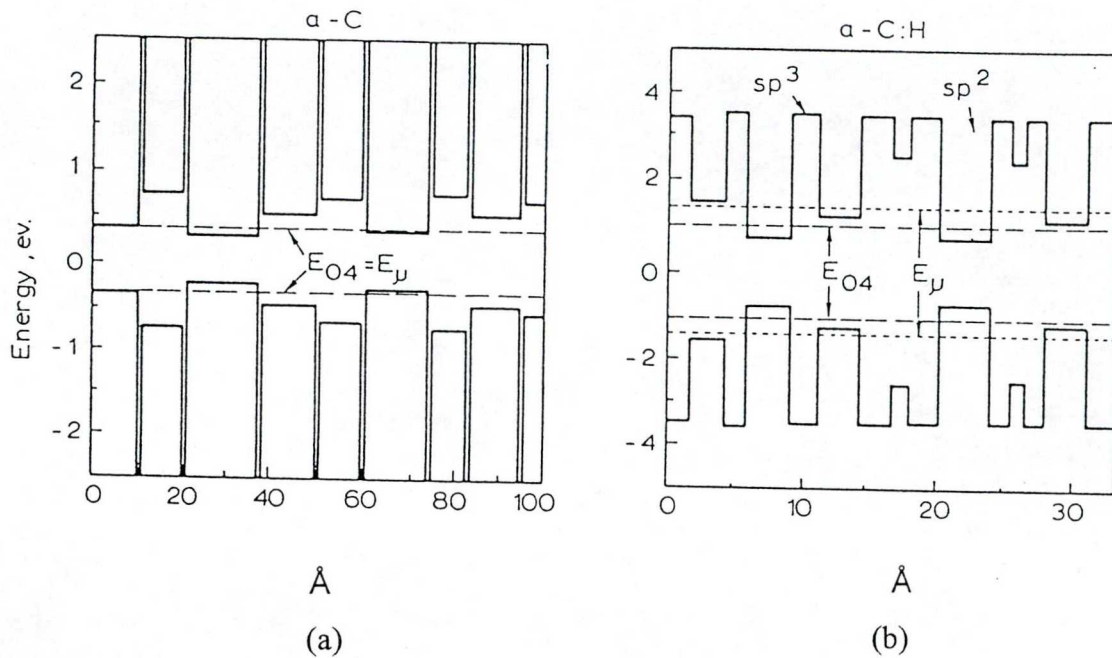 a - C
Energy, ev.
2
1
0
-1
-2
E04 = Eμ
0 20 40 60 80 100
Å
(a)
a - C:H
sp3
sp2
4
2
0
-2
-4
E04
Eμ
0 10 20 30
Å
(b)